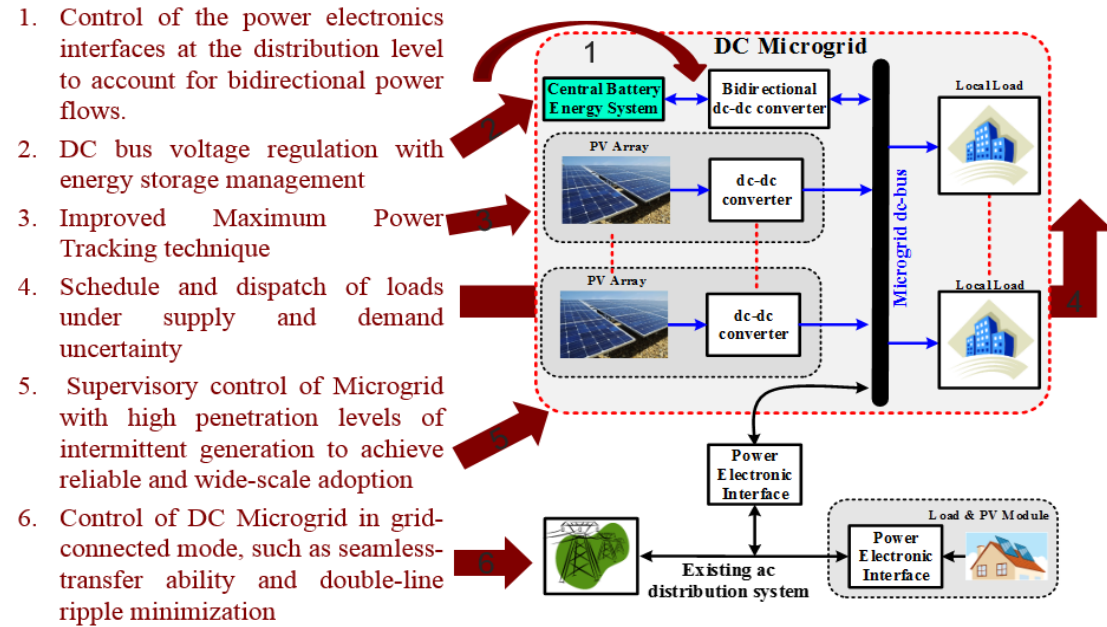 1. Control of the power electronics
interfaces at the distribution level
to account for bidirectional power
flows.
2. DC bus voltage regulation with
energy storage management
3. Improved Maximum Power
Tracking technique
4. Schedule and dispatch of loads
under supply and demand
uncertainty
5. Supervisory control of Microgrid
with high penetration levels of
intermittent generation to achieve
reliable and wide-scale adoption
6. Control of DC Microgrid in grid-
connected mode, such as seamless-
transfer ability and double-line
ripple minimization
1
DC Microgrid
Central Battery
Energy System
Bidirectional
dc-dc converter
Local Load
2
PV Array
dc-dc
converter
3
Microgrid dc-bus
PV Array
dc-dc
converter
Local Load
4
5
Power
Electronic
Interface
Load & PV Module
Power
Electronic
Interface
6
Existing ac
distribution system